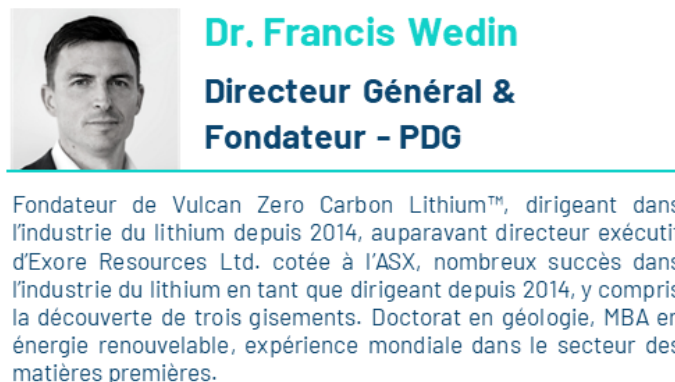 Dr. Francis Wedin
Directeur Général &
Fondateur - PDG
Fondateur de Vulcan Zero Carbon Lithium™, dirigeant dans
l'industrie du lithium depuis 2014, auparavant directeur exécutif
d'Exore Resources Ltd. cotée à l'ASX, nombreux succès dans
l'industrie du lithium en tant que dirigeant depuis 2014, y compris
la découverte de trois gisements. Doctorat en géologie, MBA en
énergie renouvelable, expérience mondiale dans le secteur des
matières premières.